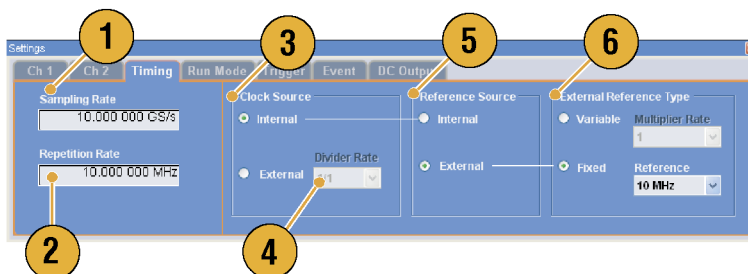 1
3
5
6
Settings
Ch 1 Ch 2 Timing Run Mode Trigger Event DC Output
Sampling Rate
10.000 000 GS/s
Repetition Rate
10.000 000 MHz
Clock Source
Internal
External
Divider Rate
1/1
Reference Source
Internal
External
External Reference Type
Variable
Multiplier Rate
1
Fixed
Reference
10 MHz
2
4